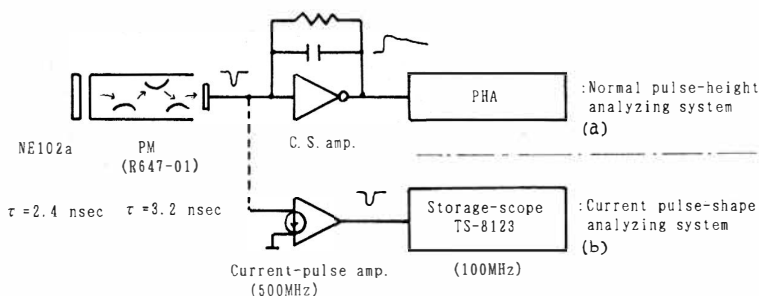 PHA
:Normal pulse-height
analyzing system
(a)
NE102a
PM
(R647-01)
C.S.amp.
τ=2.4 nsec
τ=3.2 nsec
Storage-scope
TS-8123
:Current pulse-shape
analyzing system
(b)
Current-pulse amp.
(500MHz)
(100MHz)